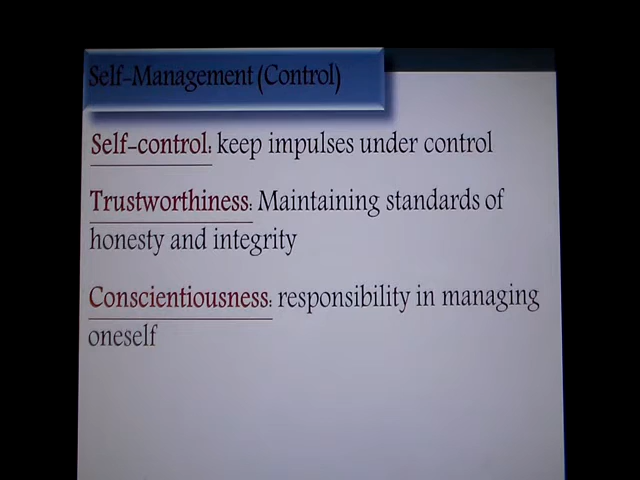 Self-Management (Control)
Self-control: keep impulses under control
Trustworthiness: Maintaining standards of
honesty and integrity
Conscientiousness: responsibility in managing
oneself